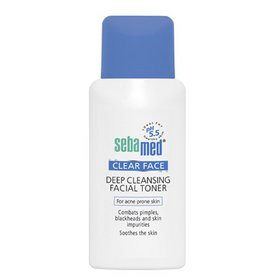 pH
5.5
sebamed®
CLEAR FACE
DEEP CLEANSING
FACIAL TONER
For acne prone skin
Combats pimples,
blackheads and skin
impurities
Soothes the skin